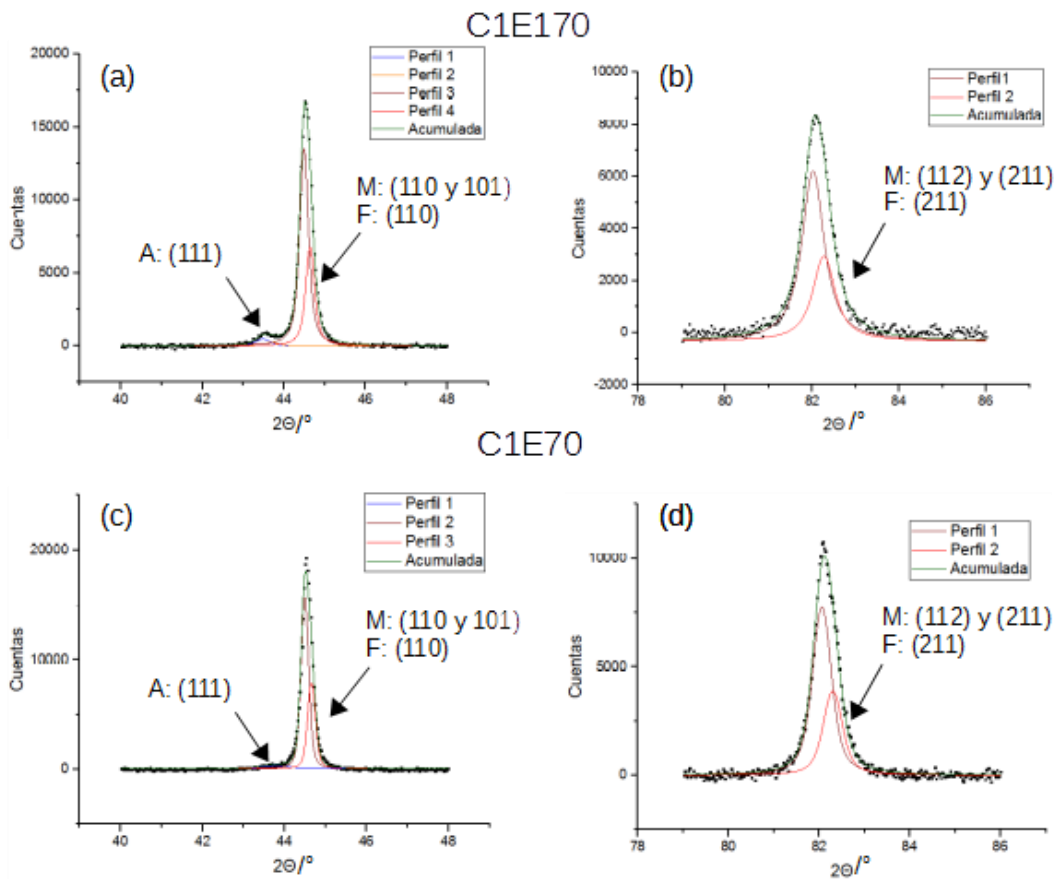 C1E170
(a)
20000
15000
10000
5000
0
Cuentas
40
42
44
46
48
2Θ/°
Perfil 1
Perfil 2
Perfil 3
Perfil 4
Acumulada
A: (111)
M: (110 y 101)
F: (110)
(b)
10000
8000
6000
4000
2000
0
-2000
Cuentas
78
80
82
84
86
2Θ/°
Perfil1
Perfil 2
Acumulada
M: (112) y (211)
F: (211)
C1E70
(c)
20000
10000
0
Cuentas
40
42
44
46
48
2Θ/°
Perfil 1
Perfil 2
Perfil 3
Acumulada
A: (111)
M: (110 y 101)
F: (110)
(d)
10000
5000
0
Cuentas
78
80
82
84
86
2Θ/°
Perfil 1
Perfil 2
Acumulada
M: (112) y (211)
F: (211)